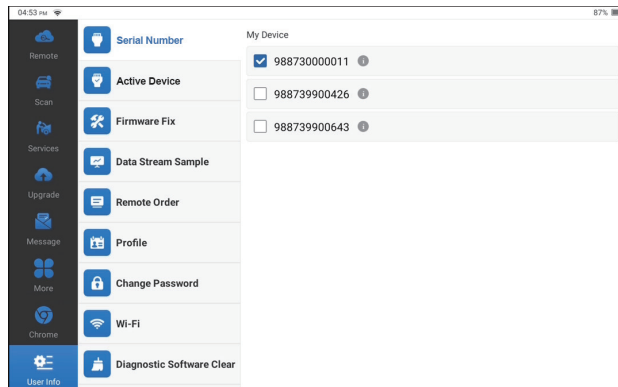 04:53 PM
87%
Remote
Scan
Services
Upgrade
Message
More
Chrome
User Info
Serial Number
Active Device
Firmware Fix
Data Stream Sample
Remote Order
Profile
Change Password
Wi-Fi
Diagnostic Software Clear
My Device
988730000011
988739900426
988739900643